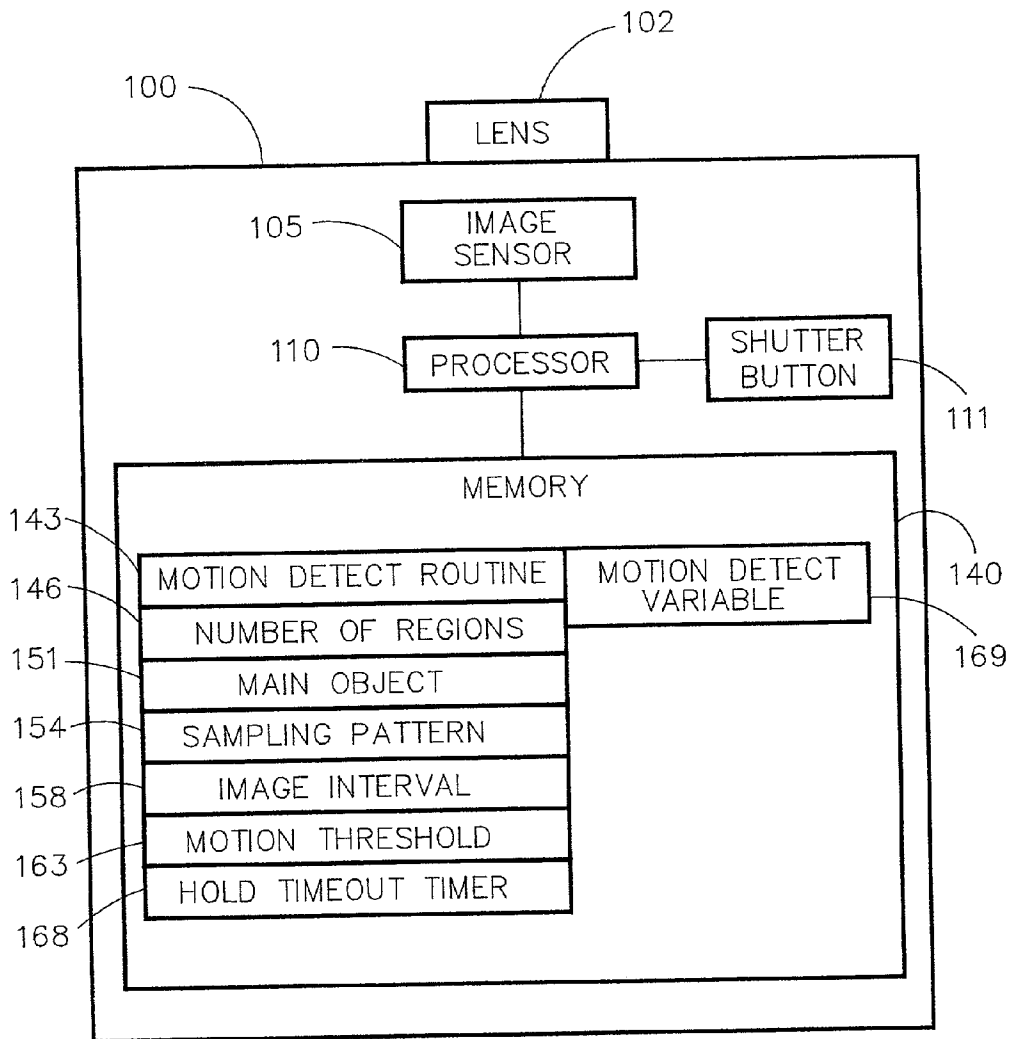 102
100
LENS
105
IMAGE
SENSOR
110
PROCESSOR
SHUTTER
BUTTON
111
MEMORY
143
MOTION DETECT ROUTINE
MOTION DETECT
VARIABLE
140
146
NUMBER OF REGIONS
169
151
MAIN OBJECT
154
SAMPLING PATTERN
158
IMAGE INTERVAL
163
MOTION THRESHOLD
168
HOLD TIMEOUT TIMER